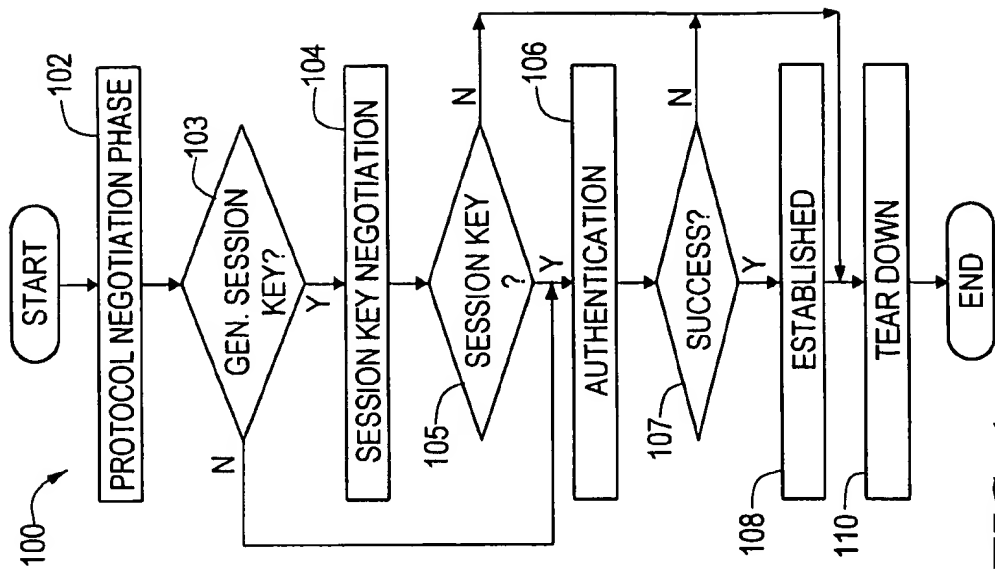 100
START
102
PROTOCOL NEGOTIATION PHASE
103
GEN. SESSION
KEY?
N
Y
104
SESSION KEY NEGOTIATION
105
SESSION KEY
?
N
Y
106
AUTHENTICATION
107
SUCCESS?
N
Y
108
ESTABLISHED
110
TEAR DOWN
END